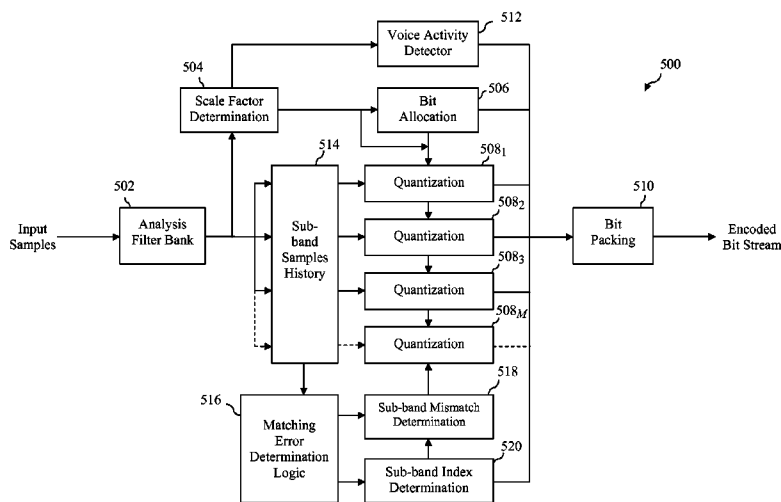 512
Voice Activity
Detector
500
504
Scale Factor
Determination
506
Bit
Allocation
514
Sub-
band
Samples
History
508₁
Quantization
502
Input
Samples
Analysis
Filter Bank
508₂
Quantization
510
Bit
Packing
Encoded
Bit Stream
508₃
Quantization
508M
Quantization
516
Matching
Error
Determination
Logic
518
Sub-band Mismatch
Determination
520
Sub-band Index
Determination